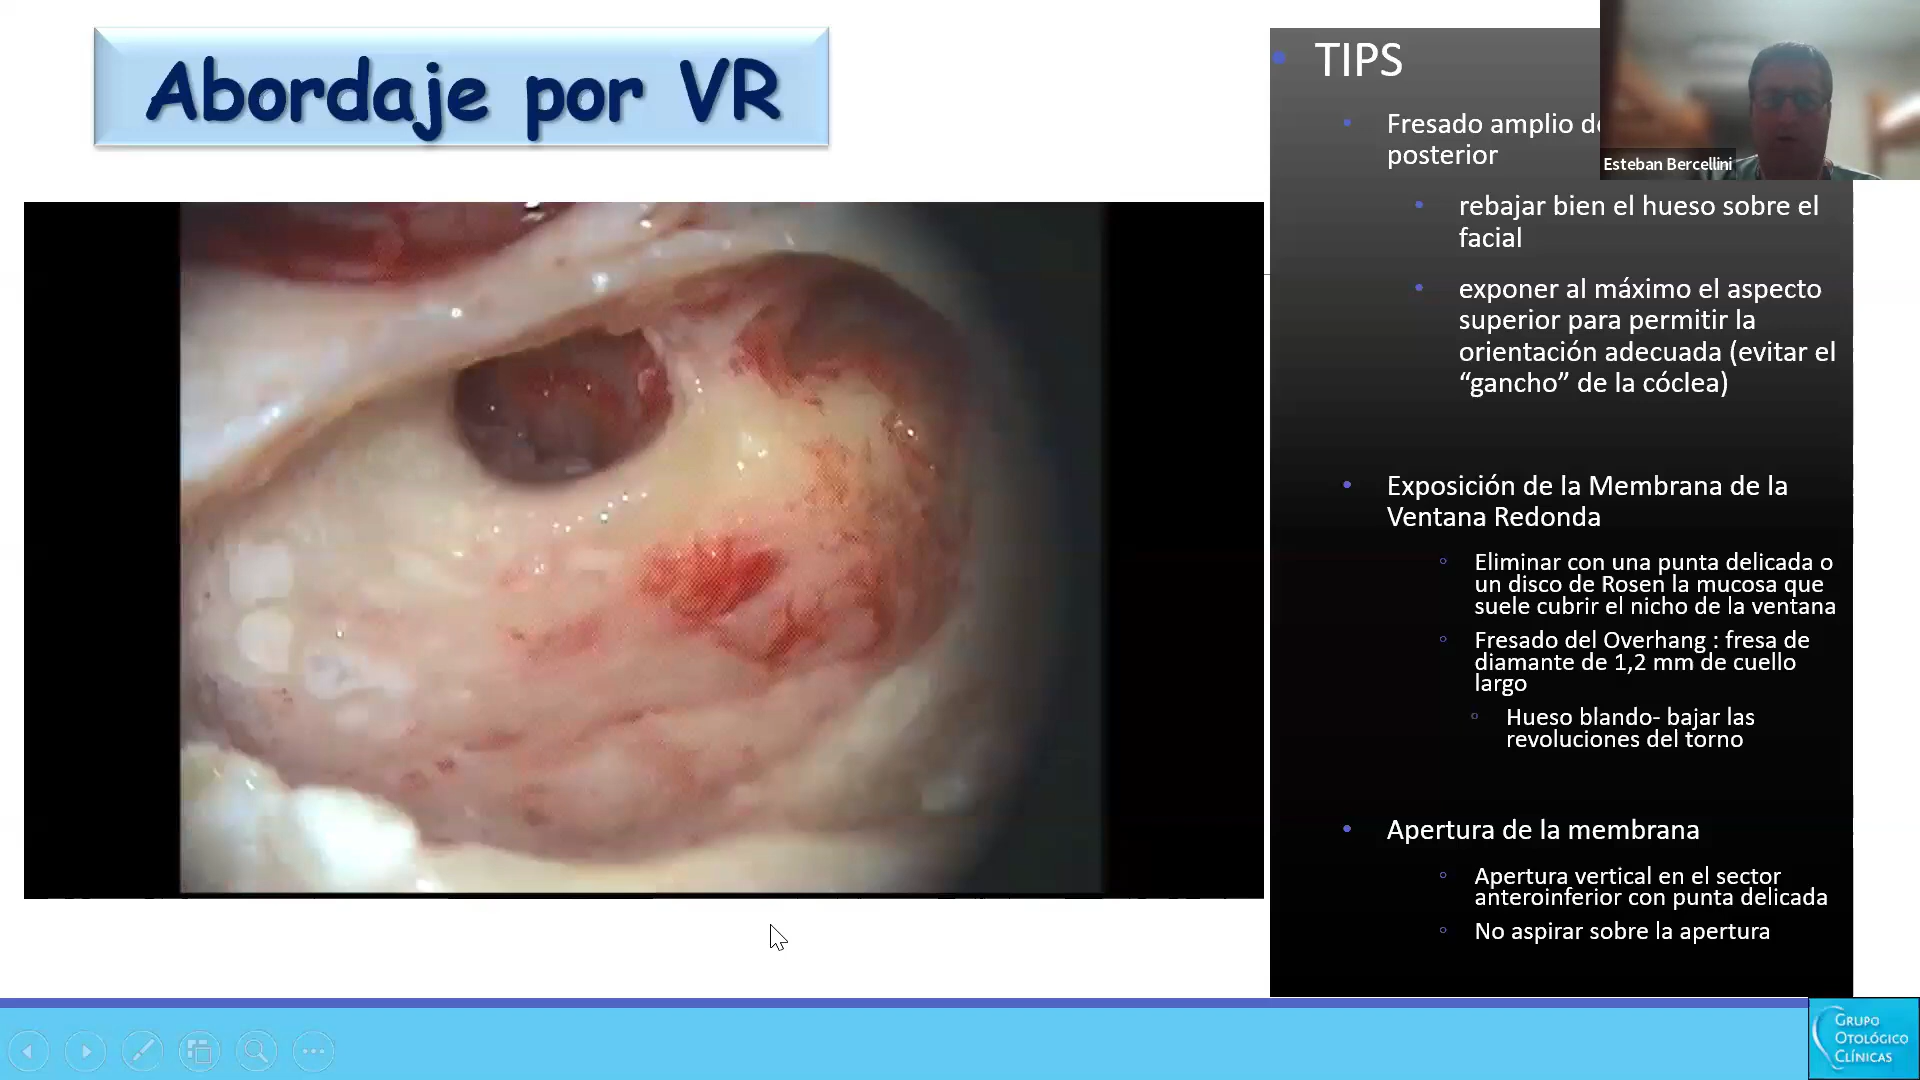 Abordaje por VR
TIPS
Fresado amplio
posterior
rebajar bien el hueso sobre el
facial
exponer al máximo el aspecto
superior para permitir la
orientación adecuada (evitar el
“gancho” de la cóclea)
Exposición de la Membrana de la
Ventana Redonda
Eliminar con una punta delicada o
un disco de Rosen la mucosa que
suele cubrir el nicho de la ventana
Fresado del Overhang : fresa de
diamante de 1,2 mm de cuello
largo
Hueso blando- bajar las
revoluciones del torno
Apertura de la membrana
Apertura vertical en el sector
anteroinferior con punta delicada
No aspirar sobre la apertura
Esteban Bercellini
GRUPO
OTOLÓGICO
CLÍNICAS